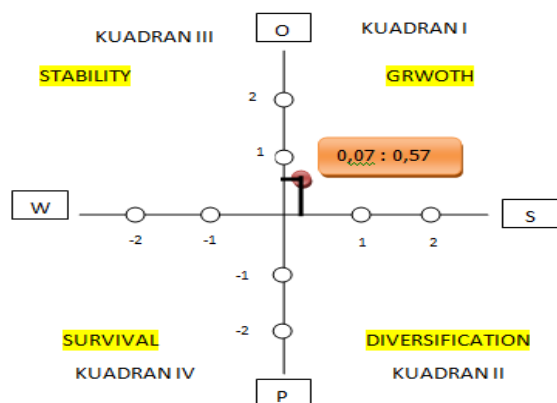 O
KUADRAN III
KUADRAN I
STABILITY
GRWOTH
2
1
0,07 : 0,57
W
S
-2
-1
1
2
-1
-2
SURVIVAL
DIVERSIFICATION
KUADRAN IV
KUADRAN II
P